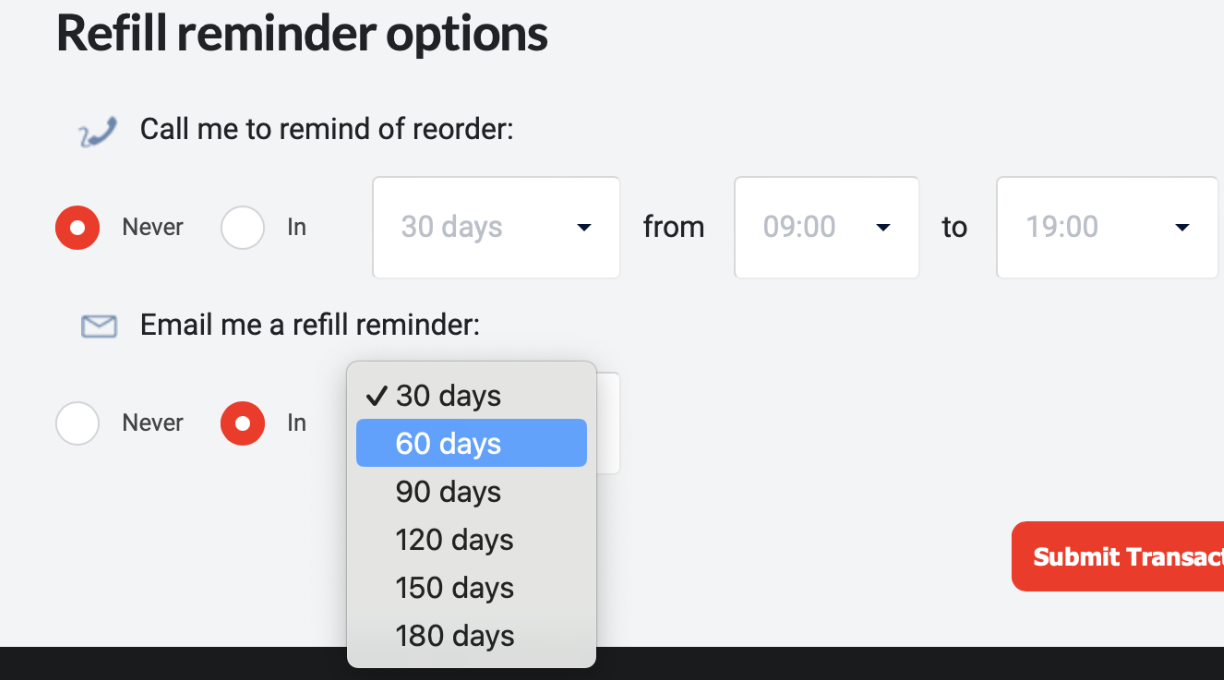 Refill reminder options
Call me to remind of reorder:
Never In 30 days from 09:00 to 19:00
Email me a refill reminder:
Never In
✓ 30 days
60 days
90 days
120 days
150 days
180 days
Submit Transact